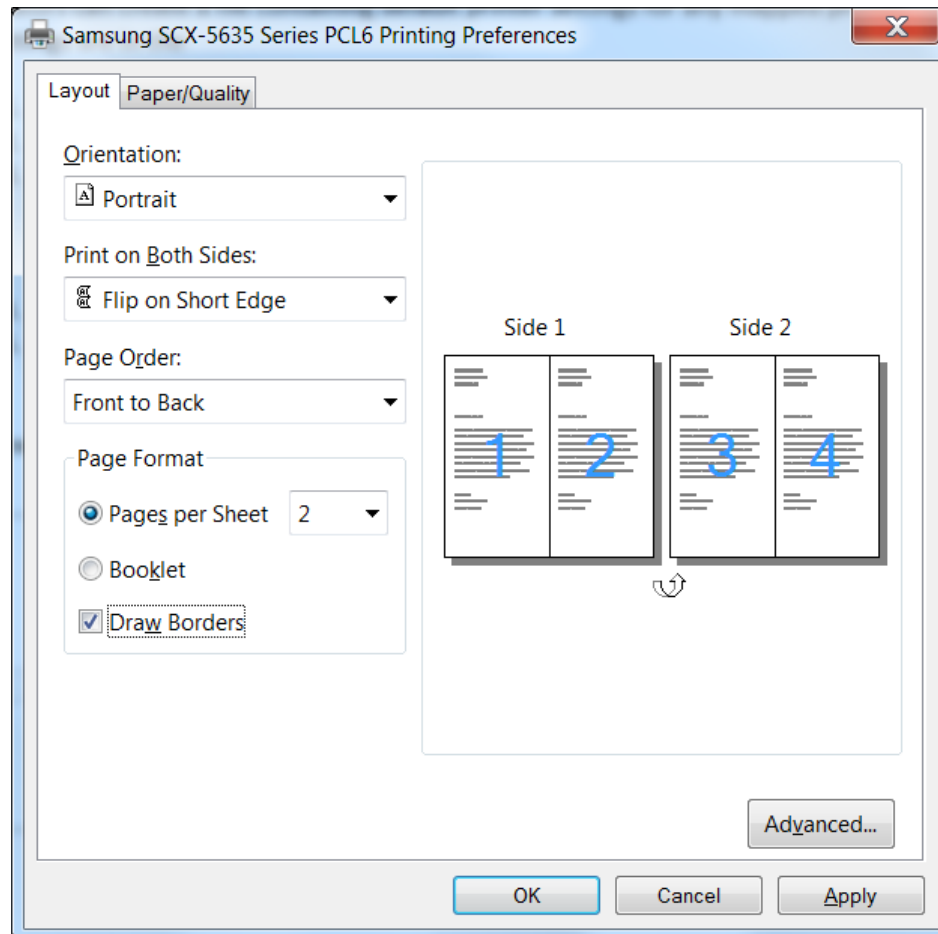 Samsung SCX-5635 Series PCL6 Printing Preferences
X
Layout
Paper/Quality
Orientation:
Portrait
Print on Both Sides:
Flip on Short Edge
Page Order:
Front to Back
Page Format
Pages per Sheet 2
Booklet
Draw Borders
Side 1 Side 2
1 2 3 4
Advanced...
OK Cancel Apply